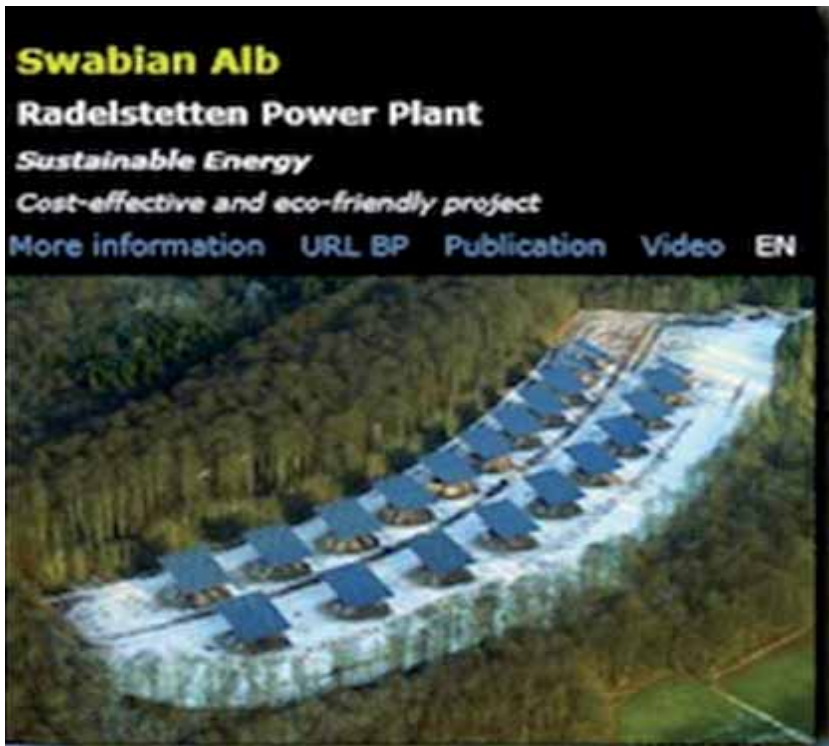 Swabian Alb
Radelstetten Power Plant
Sustainable Energy
Cost-effective and eco-friendly project
More information URL BP Publication Video EN